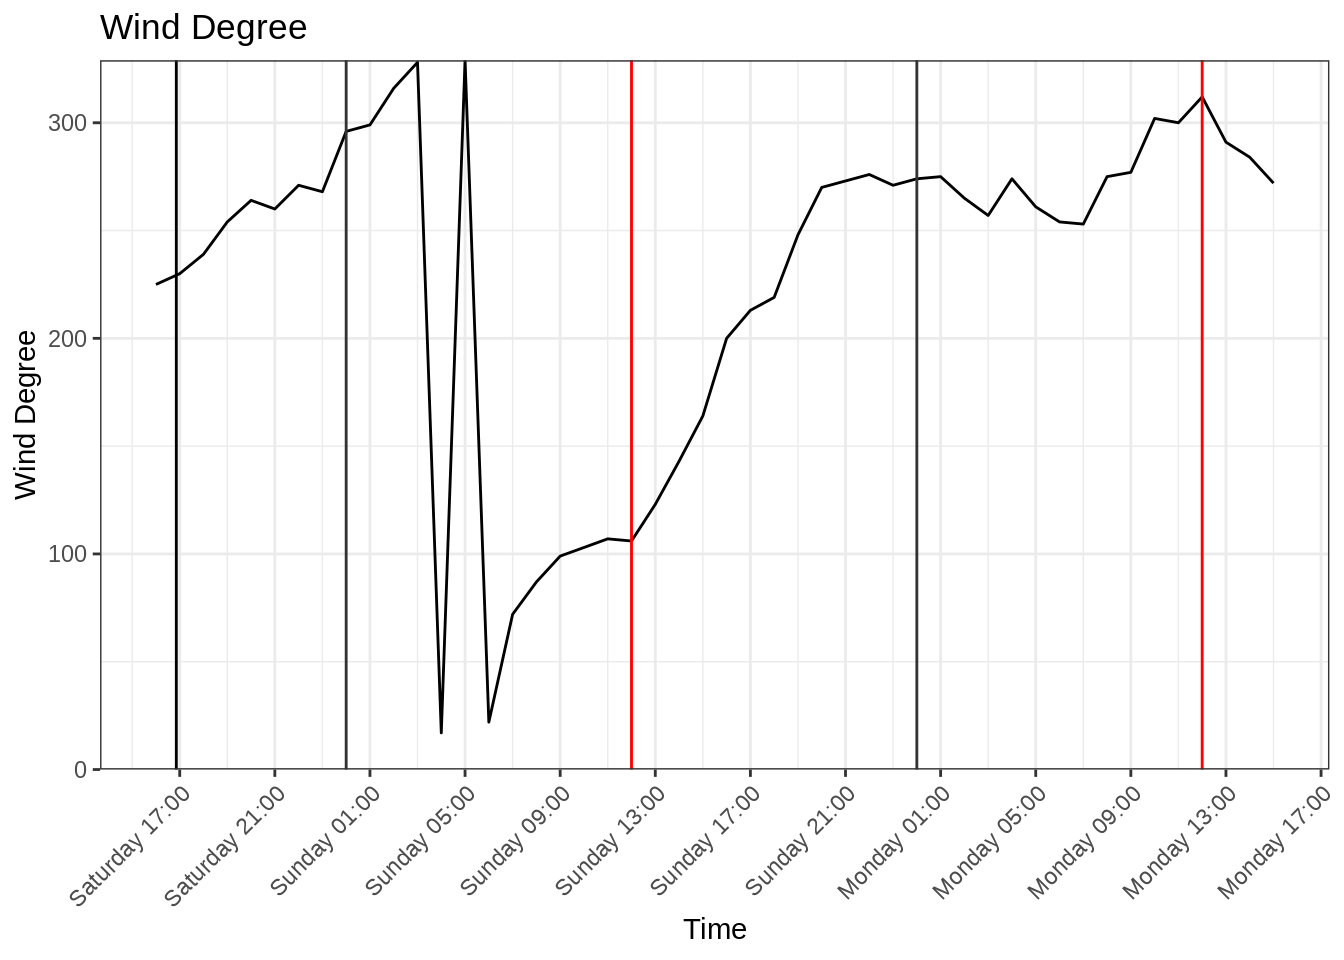 Wind Degree
Wind Degree
300
200
100
0
Saturday 17:00
Saturday 21:00
Sunday 01:00
Sunday 05:00
Sunday 09:00
Sunday 13:00
Sunday 17:00
Sunday 21:00
Monday 01:00
Monday 05:00
Monday 09:00
Monday 13:00
Monday 17:00
Time